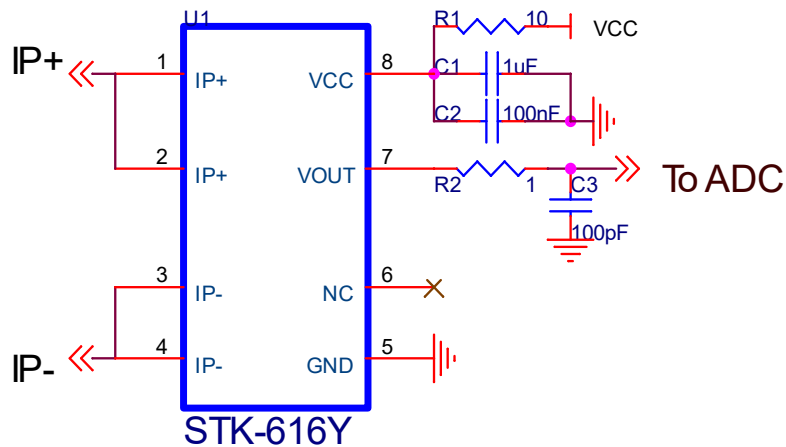 U1
R1 10 VCC
IP+ 1 IP+ VCC 8 C1 1uF
C2 100nF
2 IP+ VOUT 7 R2 1 C3 To ADC
100pF
3 IP- NC 6
IP- 4 IP- GND 5
STK-616Y